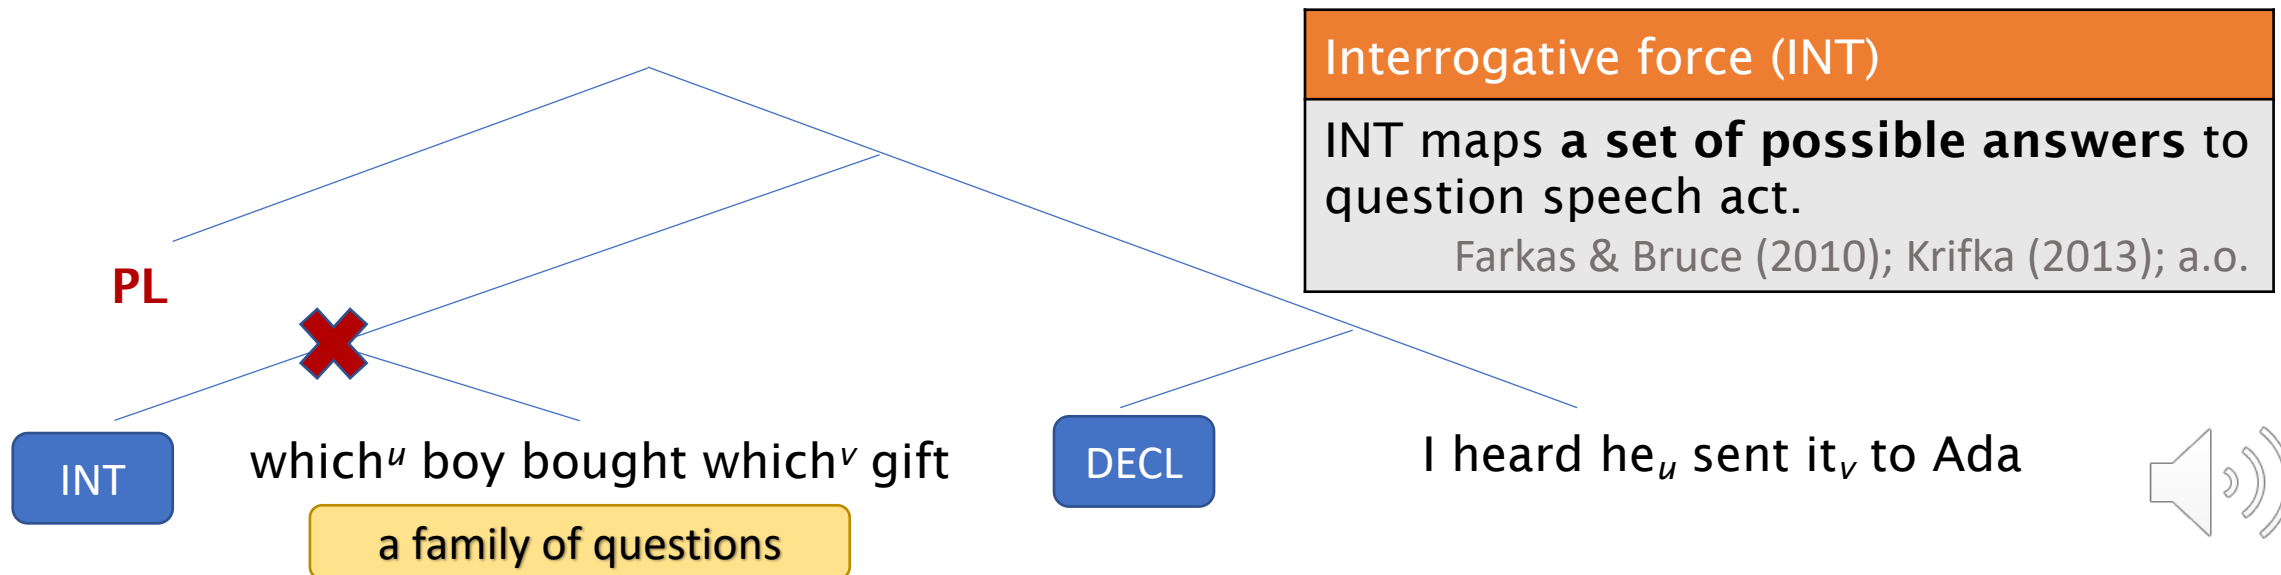 Interrogative force (INT)
INT maps a set of possible answers to
question speech act.
Farkas & Bruce (2010); Krifka (2013); a.o.
PL
INT
whichᵘ boy bought whichᵛ gift
DECL
I heard heᵤ sent itᵥ to Ada
a family of questions